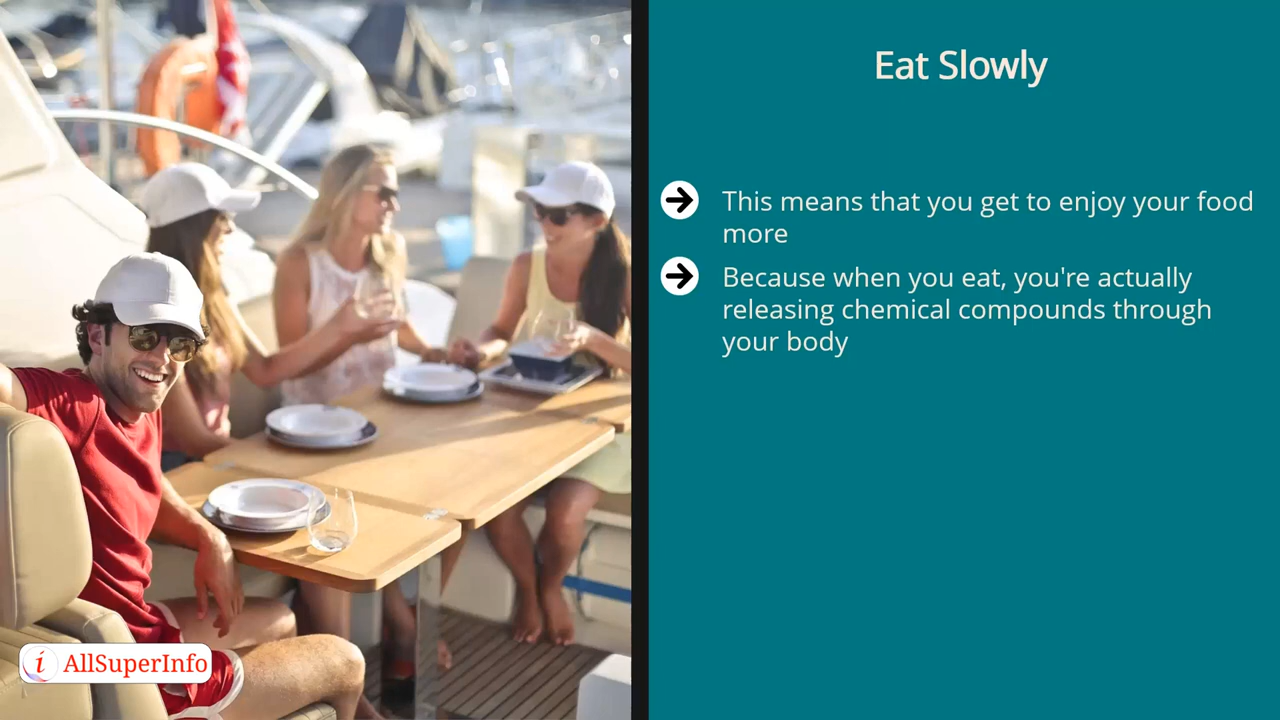 Eat Slowly
This means that you get to enjoy your food
more
Because when you eat, you're actually
releasing chemical compounds through
your body
i AllSuperInfo